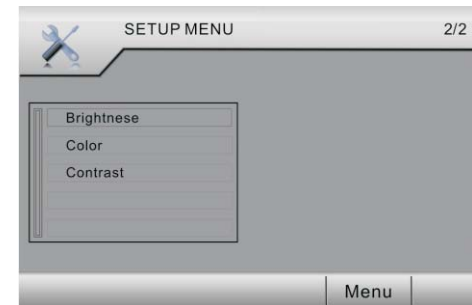 SETUP MENU 2/2
Brightnese
Color
Contrast
Menu